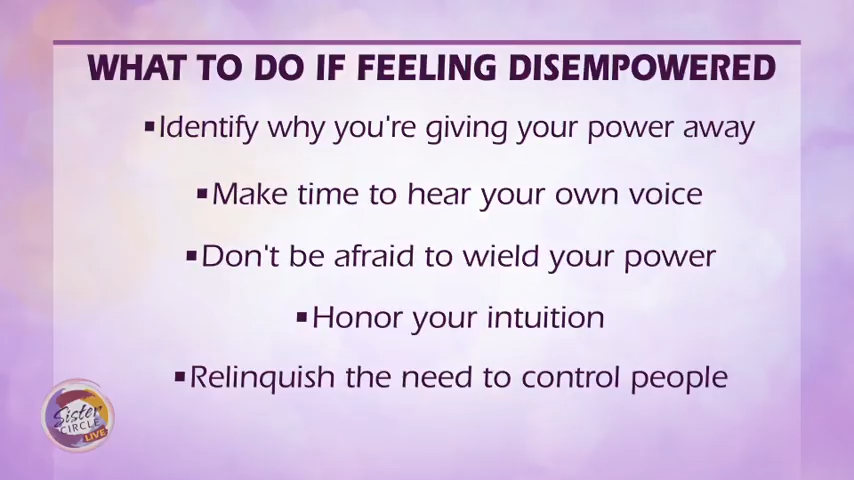 WHAT TO DO IF FEELING DISEMPOWERED
▪Identify why you're giving your power away
▪Make time to hear your own voice
▪Don't be afraid to wield your power
▪Honor your intuition
▪Relinquish the need to control people
Sister
CIRCLE
LIVE